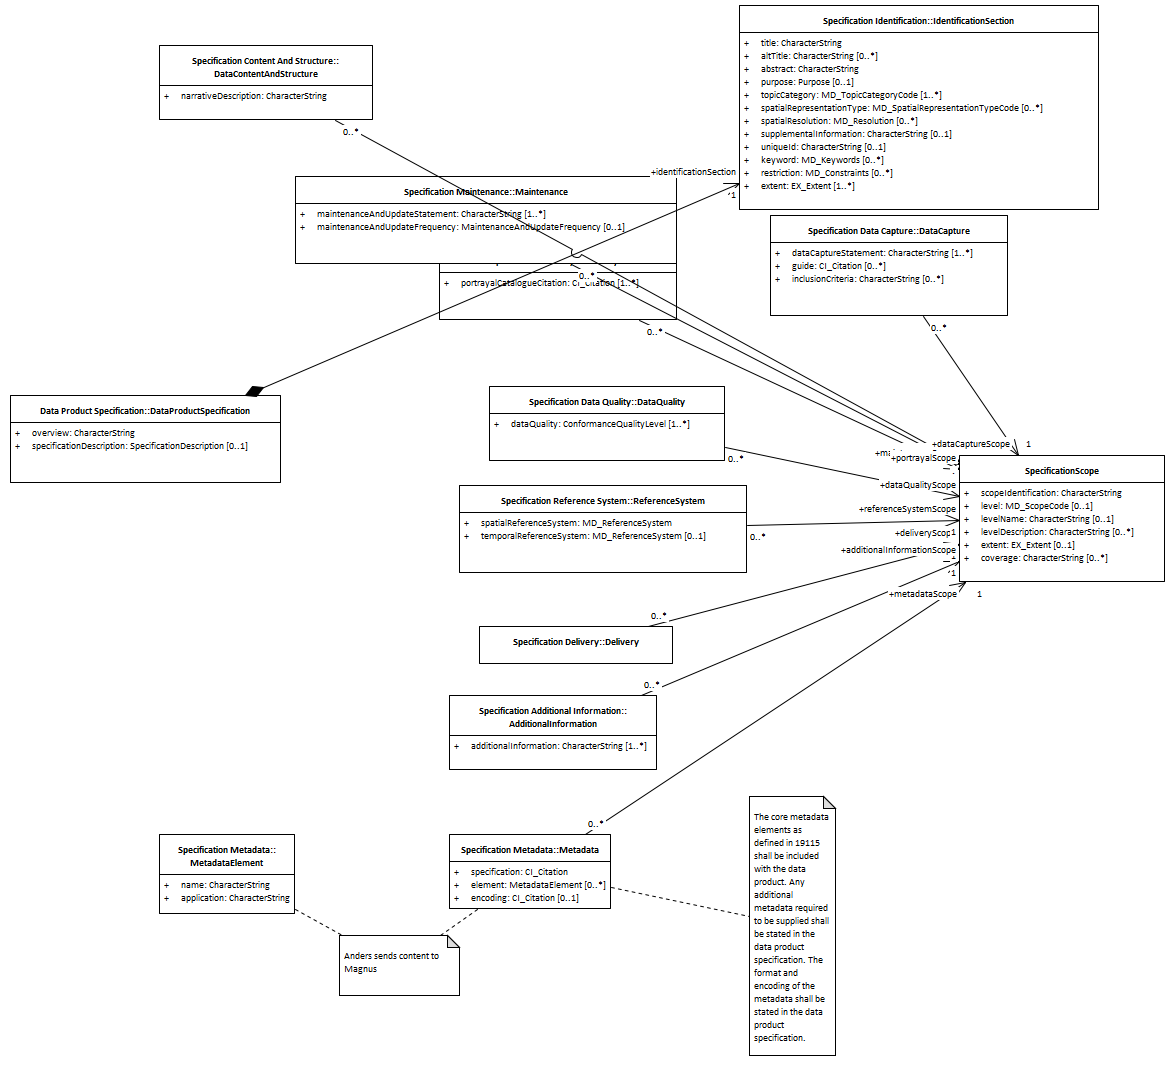 Specification Identification::IdentificationSection
+ title: CharacterString
+ altTitle: CharacterString [0..*]
+ abstract: CharacterString
+ purpose: Purpose [0..1]
+ topicCategory: MD_TopicCategoryCode [1..*]
+ spatialRepresentationType: MD_SpatialRepresentationTypeCode [0..*]
+ spatialResolution: MD_Resolution [0..*]
+ supplementalInformation: CharacterString [0..1]
+ uniqueId: CharacterString [0..1]
+ keyword: MD_Keywords [0..*]
+ restriction: MD_Constraints [0..*]
+ extent: EX_Extent [1..*]
Specification Content And Structure::
DataContentAndStructure
+ narrativeDescription: CharacterString
0..*
+identificationSection
1
Specification Maintenance::Maintenance
+ maintenanceAndUpdateStatement: CharacterString [1..*]
+ maintenanceAndUpdateFrequency: MaintenanceAndUpdateFrequency [0..1]
0..*
+ portrayalCatalogueCitation: CI_Citation [1..*]
0..*
Specification Data Capture::DataCapture
+ dataCaptureStatement: CharacterString [1..*]
+ guide: CI_Citation [0..*]
+ inclusionCriteria: CharacterString [0..*]
0..*
Data Product Specification::DataProductSpecification
+ overview: CharacterString
+ specificationDescription: SpecificationDescription [0..1]
Specification Data Quality::DataQuality
+ dataQuality: ConformanceQualityLevel [1..*]
0..*
+dataCaptureScope 1
+portrayalScope
+dataQualityScope
+referenceSystemScope
+deliveryScope
1
+additionalInformationScope
1
+metadataScope 1
SpecificationScope
+ scopeIdentification: CharacterString
+ level: MD_ScopeCode [0..1]
+ levelName: CharacterString [0..1]
+ levelDescription: CharacterString [0..*]
+ extent: EX_Extent [0..1]
+ coverage: CharacterString [0..*]
Specification Reference System::ReferenceSystem
+ spatialReferenceSystem: MD_ReferenceSystem
+ temporalReferenceSystem: MD_ReferenceSystem [0..1]
0..*
0..*
Specification Delivery::Delivery
0..*
Specification Additional Information::
AdditionalInformation
+ additionalInformation: CharacterString [1..*]
0..*
Specification Metadata::
MetadataElement
+ name: CharacterString
+ application: CharacterString
Specification Metadata::Metadata
+ specification: CI_Citation
+ element: MetadataElement [0..*]
+ encoding: CI_Citation [0..1]
Anders sends content to
Magnus
The core metadata
elements as
defined in 19115
shall be included
with the data
product. Any
additional
metadata required
to be supplied shall
be stated in the
data product
specification. The
format and
encoding of the
metadata shall be
stated in the data
product
specification.